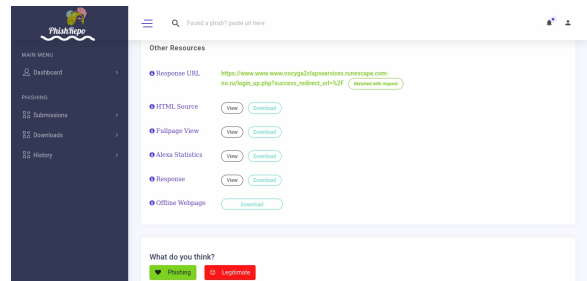 PhishRepo
Found a phish? paste url here
MAIN MENU
Dashboard
PHISHING
Submissions
Downloads
History
Other Resources
Response URL
https://www.www.www.nocyga2clapsservices.runescape.com-
no.ru/login_up.php?success_redirect_url=%2F Matched with request
HTML Source View Download
Fullpage View View Download
Alexa Statistics View Download
Response View Download
Offline Webpage Download
What do you think?
Phishing Legitimate